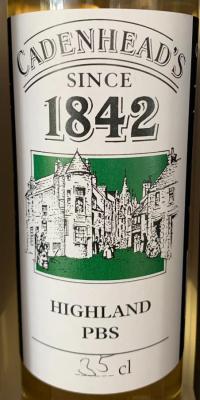 CADENHEAD'S
SINCE
1842
HIGHLAND
PBS
35 cl